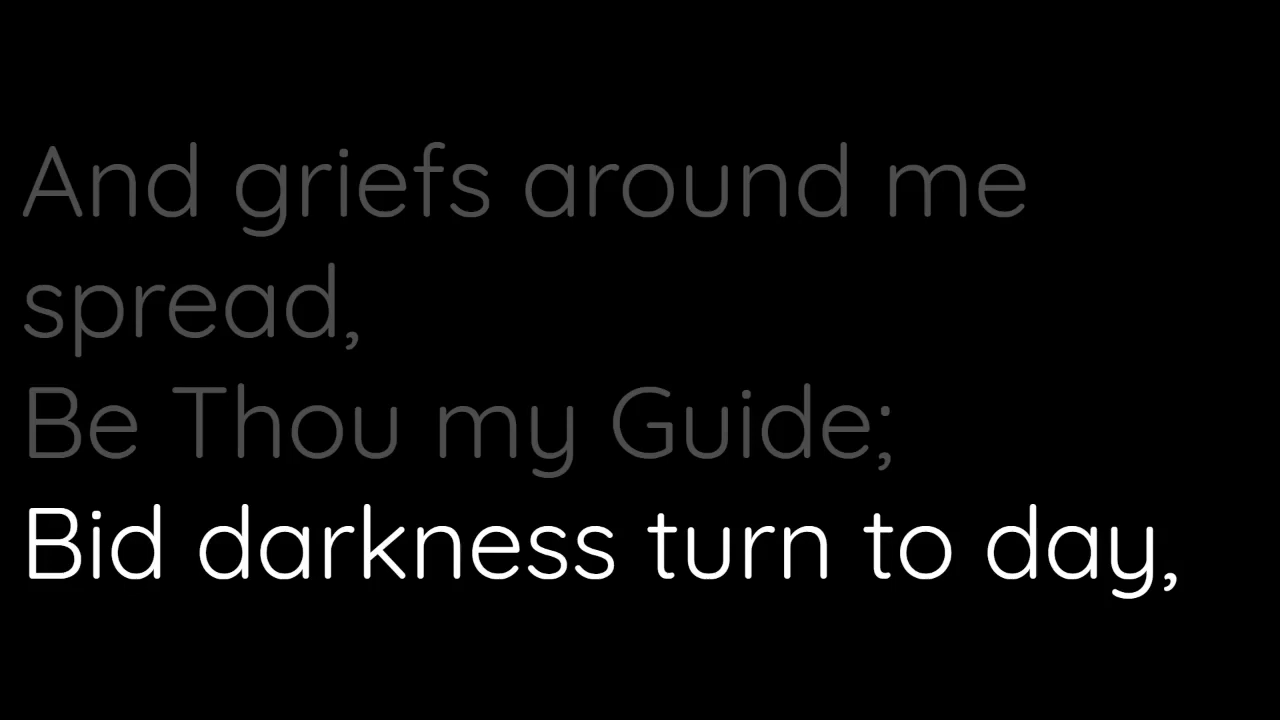 And griefs around me
spread,
Be Thou my Guide;
Bid darkness turn to day,